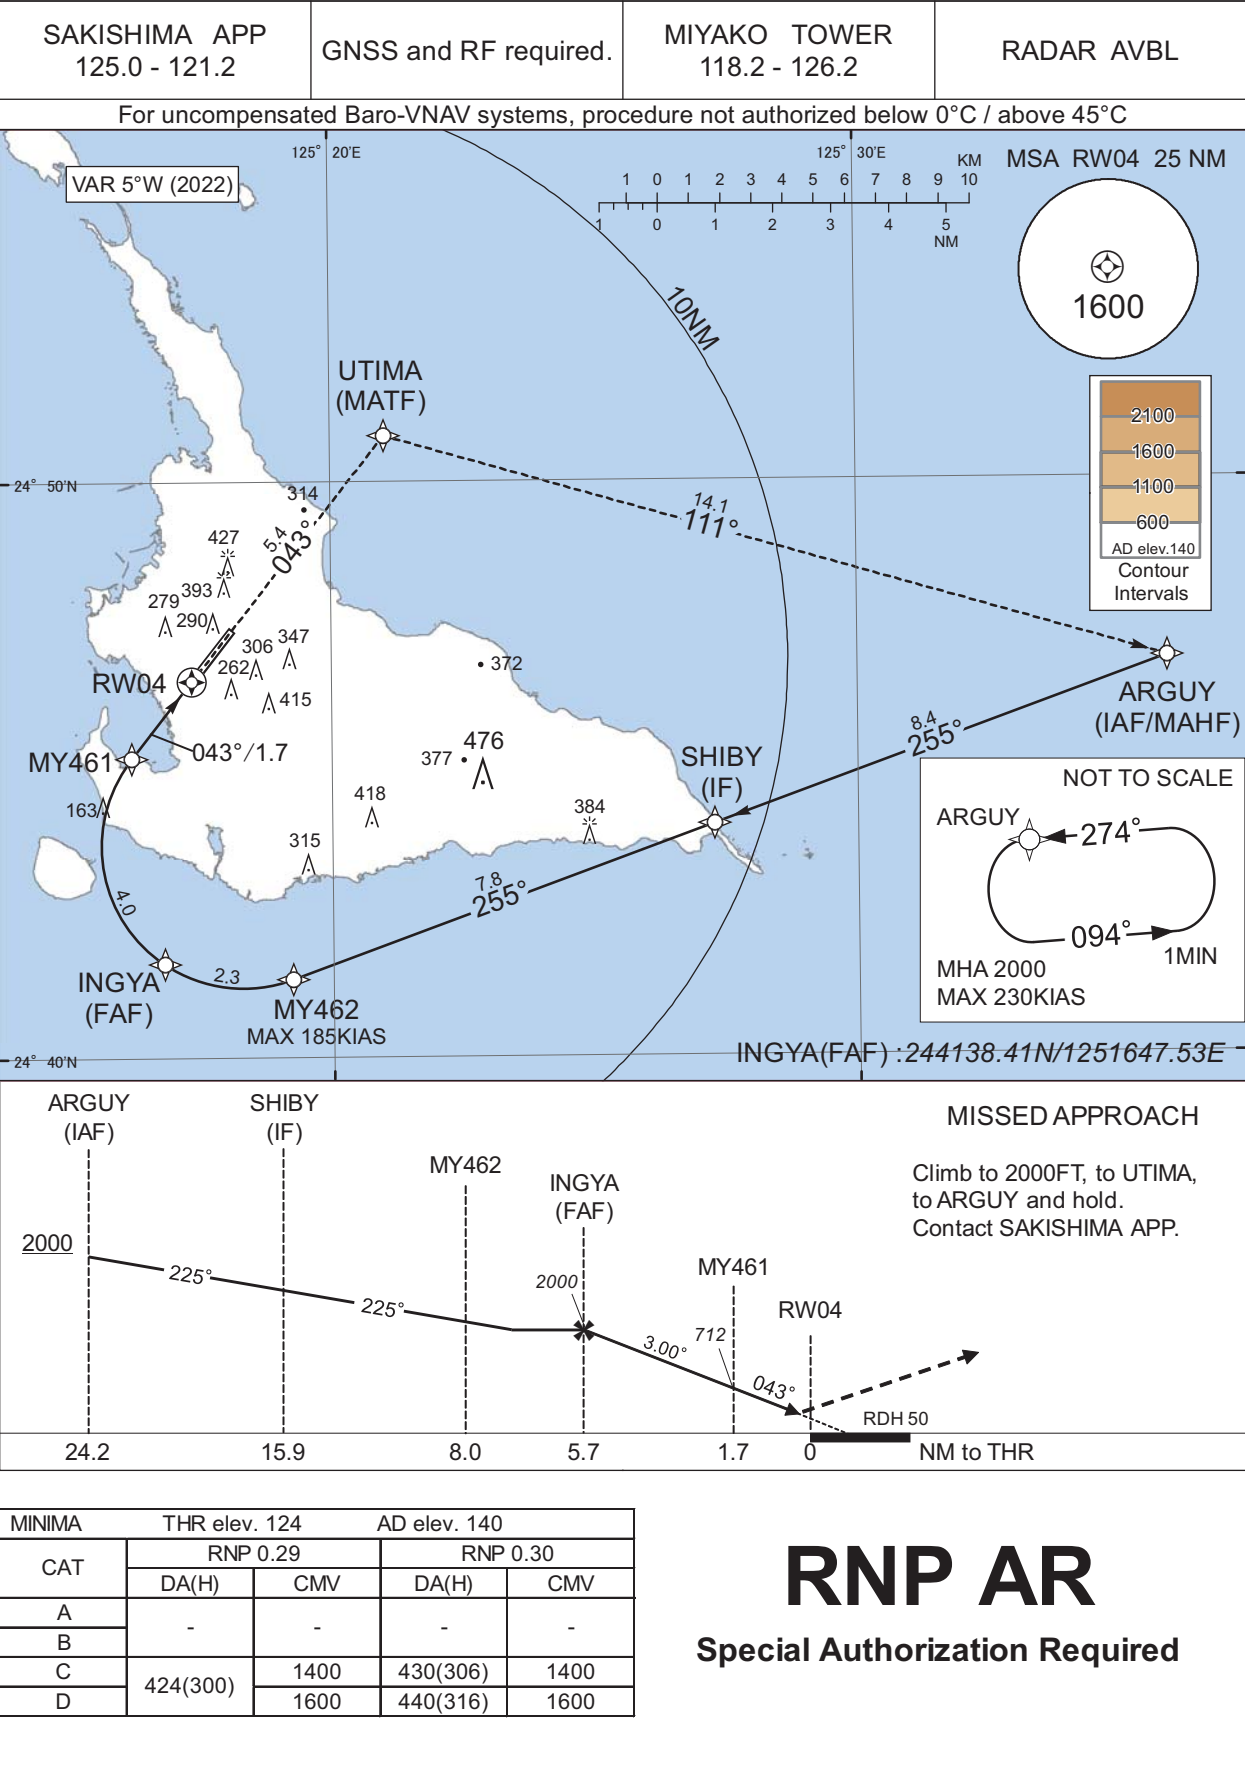 SAKISHIMA APP
125.0 - 121.2
GNSS and RF required.
MIYAKO TOWER
118.2 - 126.2
RADAR AVBL
For uncompensated Baro-VNAV systems, procedure not authorized below 0°C / above 45°C
VAR 5°W (2022)
125° 20'E
125° 30'E
KM
1 0 1 2 3 4 5 6 7 8 9 10
1 0 1 2 3 4 5
NM
MSA RW04 25 NM
1600
10NM
UTIMA
(MATF)
2100
1600
1100
600
AD elev.140
Contour
Intervals
24° 50'N
314
14.1
111°
5.4
043°
427
393
279
290
306
347
262
415
372
RW04
ARGUY
(IAF/MAHF)
8.4
255°
MY461
043°/1.7
377
476
SHIBY
(IF)
163
418
384
315
7.8
255°
4.0
INGYA
(FAF)
2.3
MY462
MAX 185KIAS
NOT TO SCALE
ARGUY
274°
094°
1MIN
MHA 2000
MAX 230KIAS
24° 40'N
INGYA(FAF) :244138.41N/1251647.53E
ARGUY
(IAF)
SHIBY
(IF)
MY462
INGYA
(FAF)
MY461
RW04
2000
225°
225°
2000
3.00°
712
043°
RDH 50
24.2 15.9 8.0 5.7 1.7 0 NM to THR
MISSED APPROACH
Climb to 2000FT, to UTIMA,
to ARGUY and hold.
Contact SAKISHIMA APP.
MINIMA THR elev. 124 AD elev. 140
CAT RNP 0.29 RNP 0.30
DA(H) CMV DA(H) CMV
A
B - - - -
C 424(300) 1400 430(306) 1400
D 1600 440(316) 1600
RNP AR
Special Authorization Required